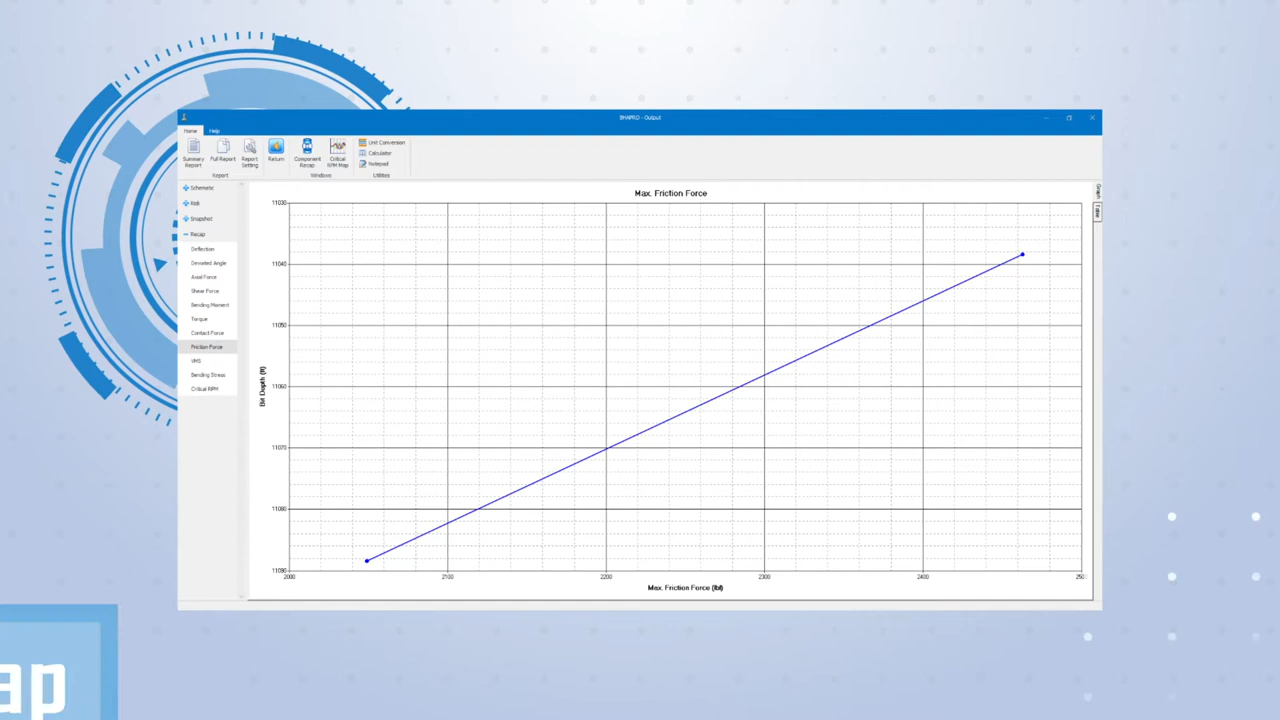 BHAPRO - Output
Home Help
Summary Report
Full Report
Report Setting
Return
Component Recap
Critical RPM Map
Unit Conversion
Calculator
Notepad
Report
Windows
Utilities
Schematic
Risk
Snapshot
Recap
Deflection
Deviated Angle
Axial Force
Shear Force
Bending Moment
Torque
Contact Force
Friction Force
VMS
Bending Stress
Critical RPM
Max. Friction Force
Graph
Table
Bit Depth (ft)
11030
11040
11050
11060
11070
11080
11090
2000 2100 2200 2300 2400 250
Max. Friction Force (lbf)
ap